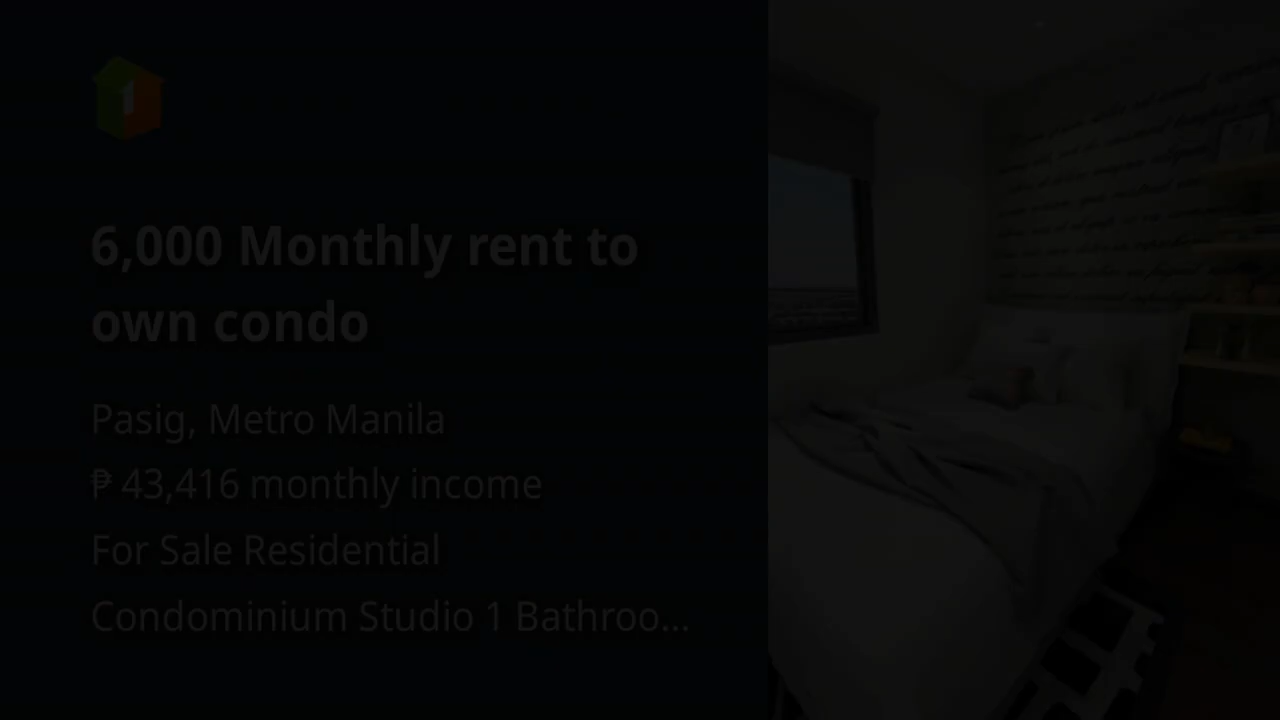 1
6,000 Monthly rent to
own condo
Pasig, Metro Manila
₱ 43,416 monthly income
For Sale Residential
Condominium Studio 1 Bathroo...